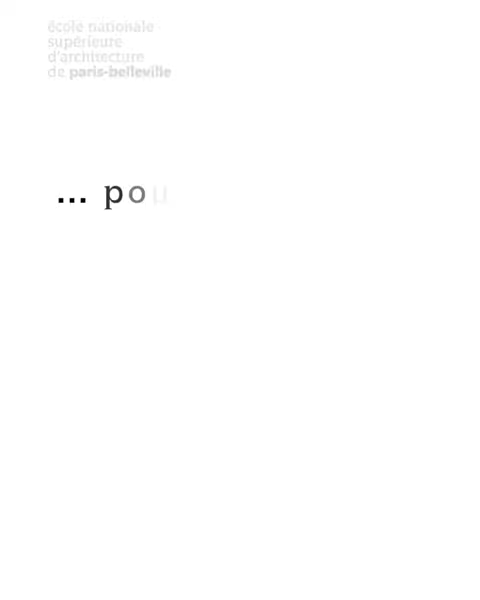 école nationale
supérieure
d'architecture
de paris-belleville
... po